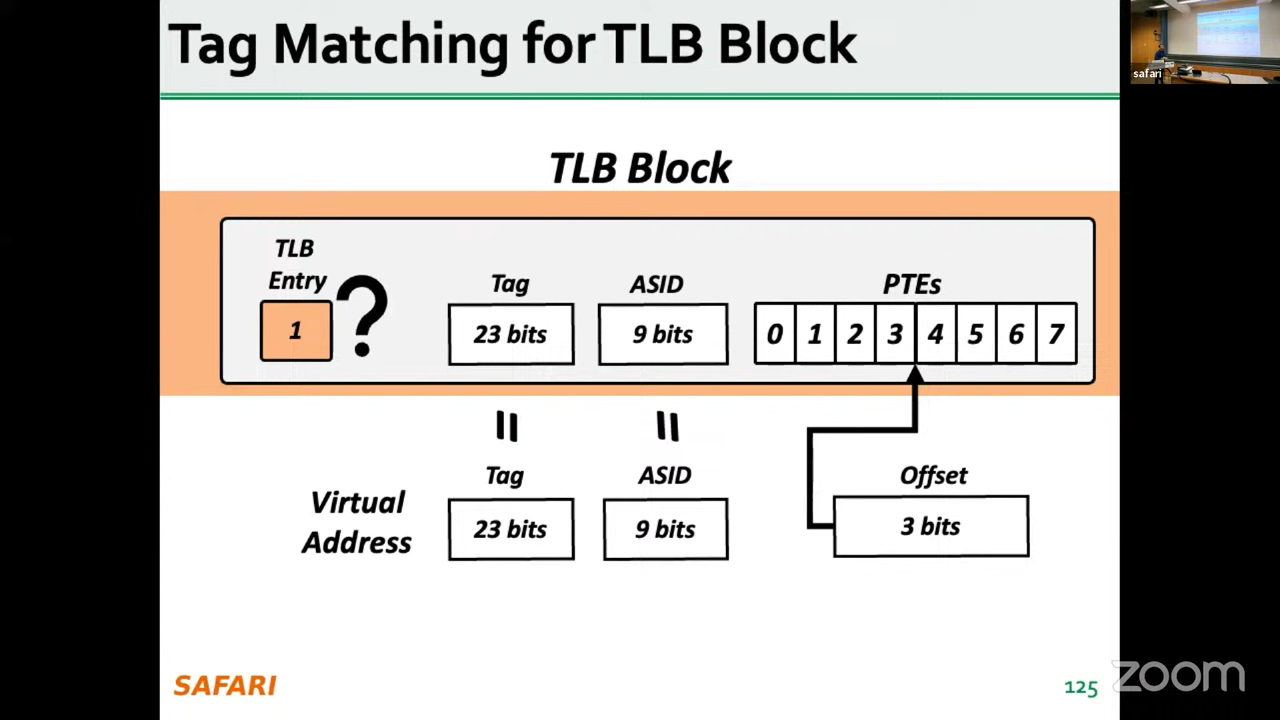 Tag Matching for TLB Block
safari
TLB Block
TLB
Entry
1
?
Tag
23 bits
ASID
9 bits
PTEs
0 1 2 3 4 5 6 7
=
=
Virtual
Address
Tag
23 bits
ASID
9 bits
Offset
3 bits
SAFARI
125
zoom